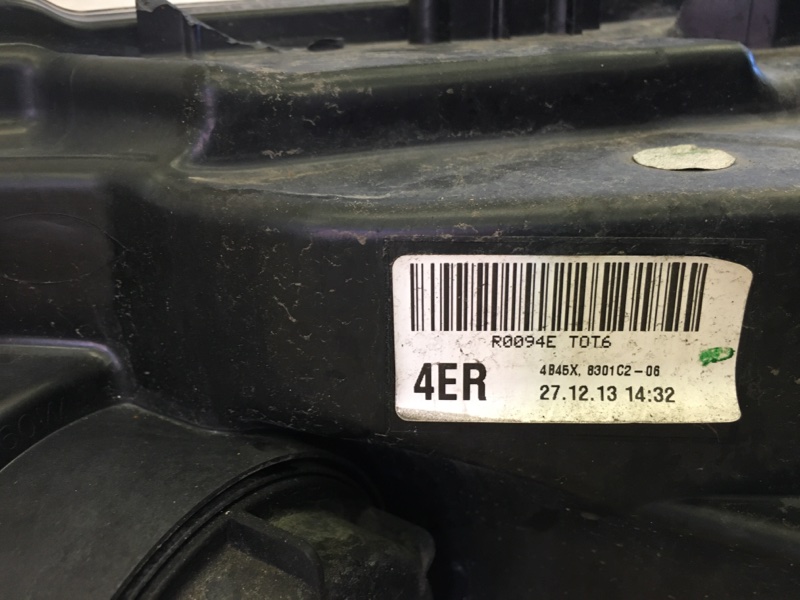 R0094E TOT6
4ER
4B45X, 8301C2-06
27.12.13 14:32